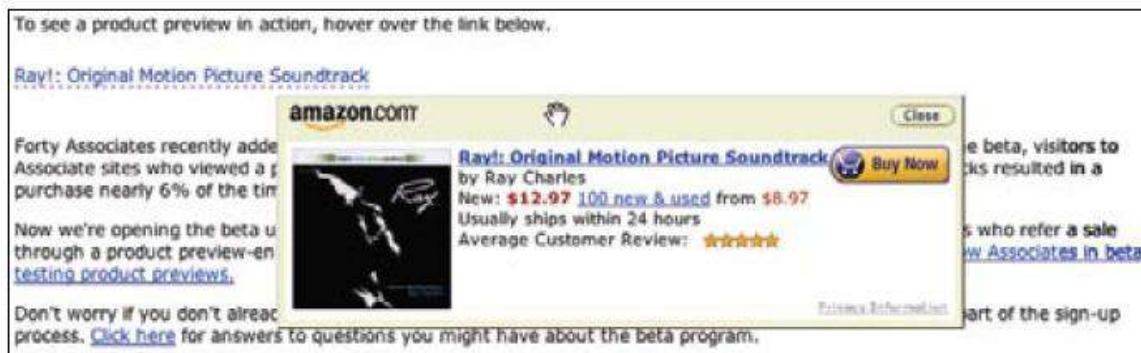 To see a product preview in action, hover over the link below.
Ray!: Original Motion Picture Soundtrack
amazon.com
Close
Ray!: Original Motion Picture Soundtrack
Buy Now
by Ray Charles
New: $12.97 100 new & used from $8.97
Usually ships within 24 hours
Average Customer Review:
Privacy Information
Ray
Forty Associates recently adde e beta, visitors to
Associate sites who viewed a p cks resulted in a
purchase nearly 6% of the tim
Now we're opening the beta u s who refer a sale
through a product preview-en ew Associates in beta
testing product previews.
Don't worry if you don't alreac part of the sign-up
process. Click here for answers to questions you might have about the beta program.